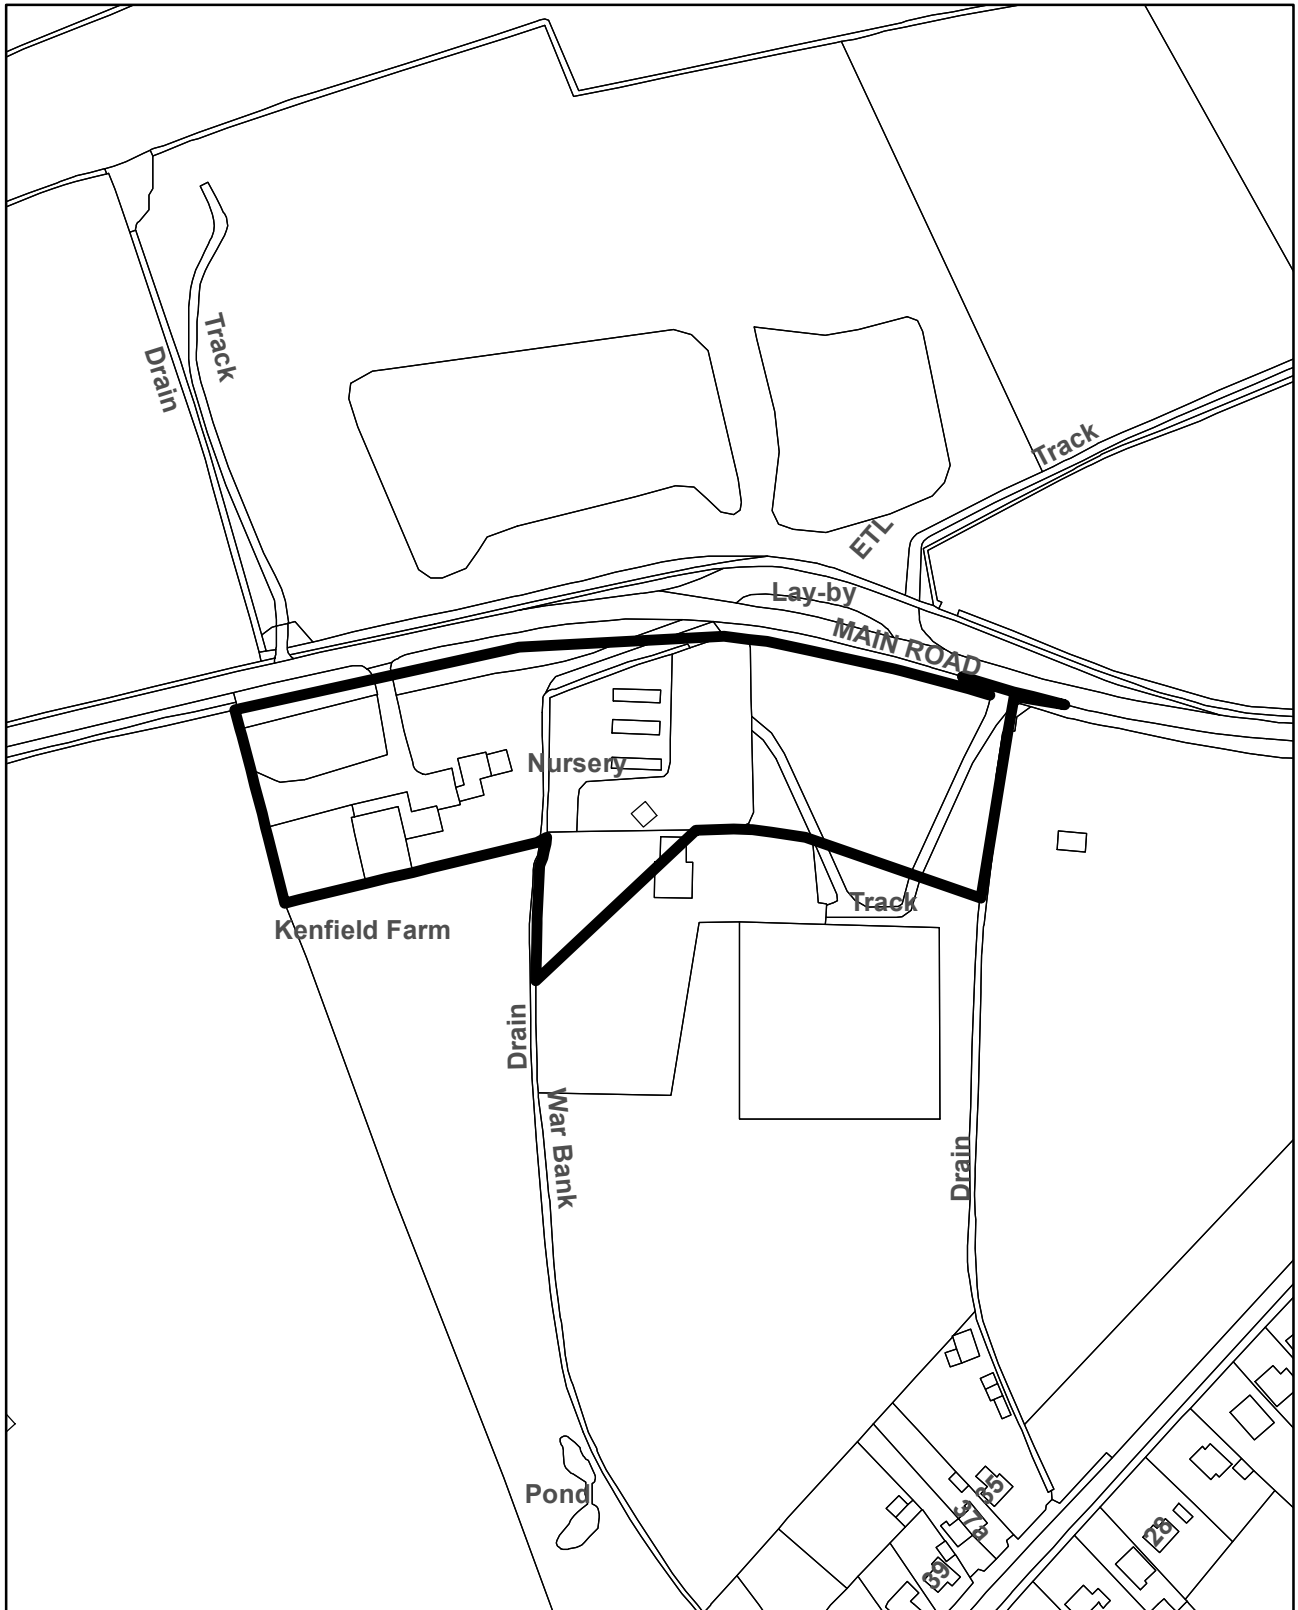 Track
Drain
Track
ETL
Lay-by
MAIN ROAD
Nursery
Track
Kenfield Farm
Drain
War Bank
Drain
Pond
35
37a
28
39